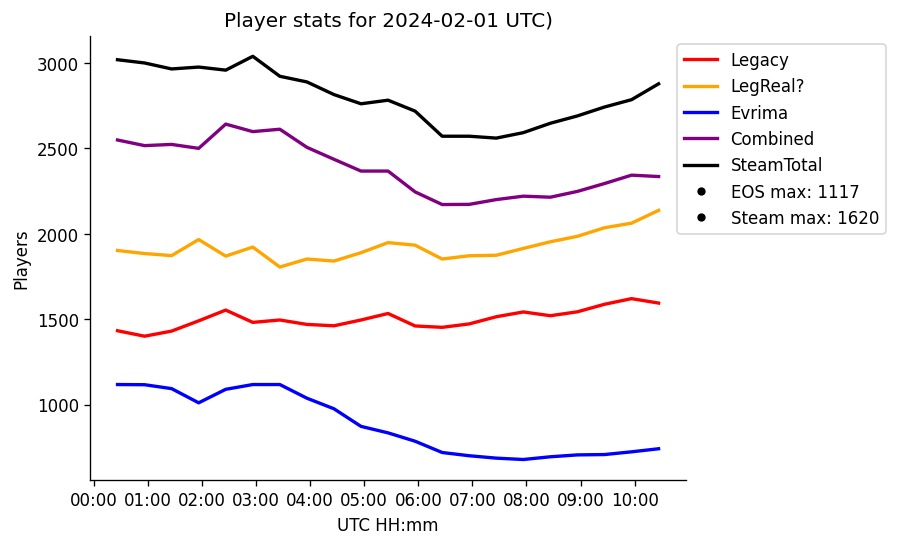 Player stats for 2024-02-01 UTC)
3000
2500
2000
1500
1000
Players
00:00 01:00 02:00 03:00 04:00 05:00 06:00 07:00 08:00 09:00 10:00
UTC HH:mm
Legacy
LegReal?
Evrima
Combined
SteamTotal
EOS max: 1117
Steam max: 1620